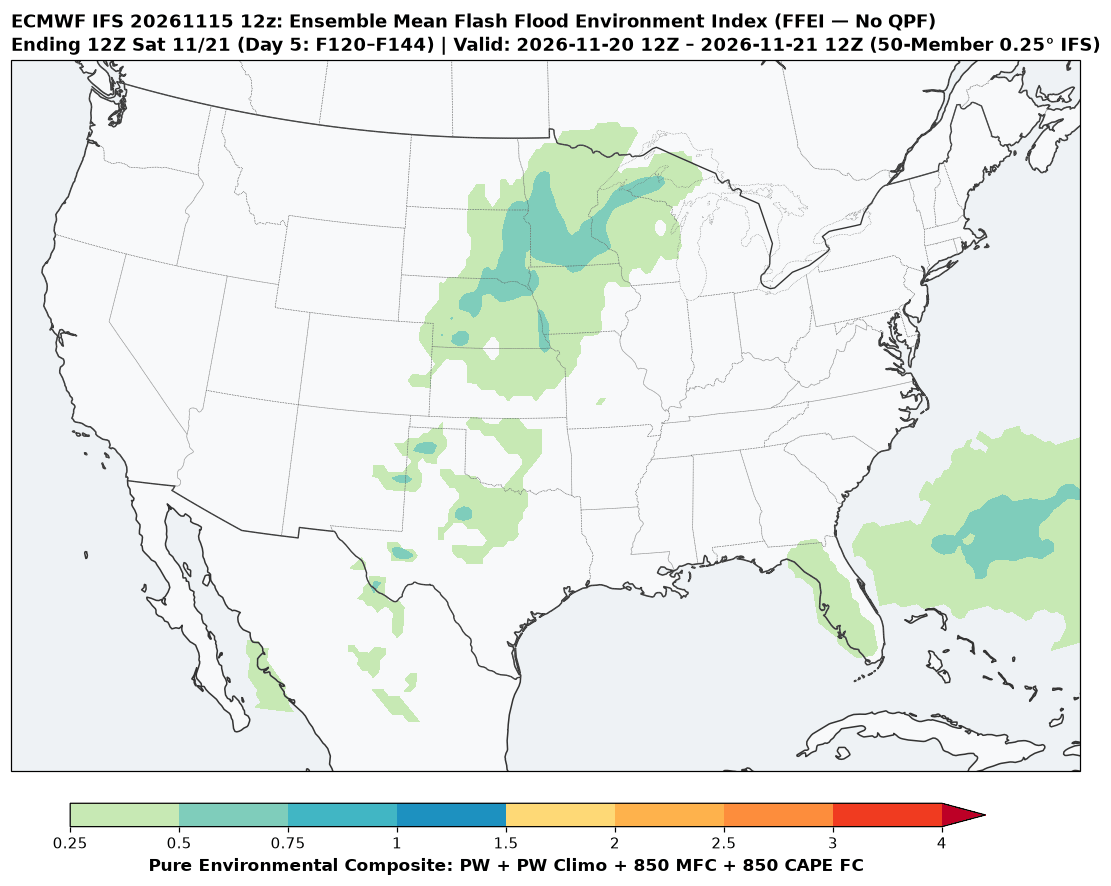 ECMWF IFS 20261115 12z: Ensemble Mean Flash Flood Environment Index (FFEI — No QPF)
Ending 12Z Sat 11/21 (Day 5: F120–F144) | Valid: 2026-11-20 12Z – 2026-11-21 12Z (50-Member 0.25° IFS)
0.25 0.5 0.75 1 1.5 2 2.5 3 4
Pure Environmental Composite: PW + PW Climo + 850 MFC + 850 CAPE FC